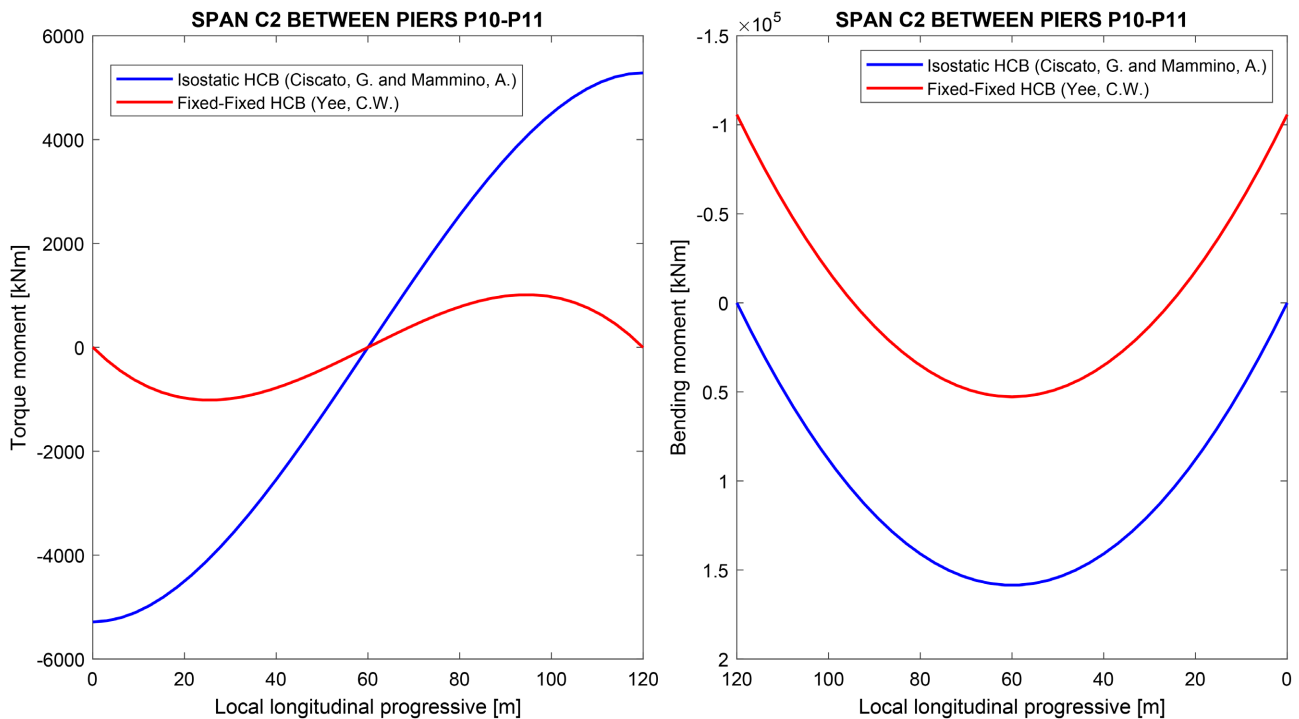 SPAN C2 BETWEEN PIERS P10-P11
6000
4000
2000
0
-2000
-4000
-6000
Torque moment [kNm]
Isostatic HCB (Ciscato, G. and Mammino, A.)
Fixed-Fixed HCB (Yee, C.W.)
0 20 40 60 80 100 120
Local longitudinal progressive [m]
SPAN C2 BETWEEN PIERS P10-P11
× 10⁵
-1.5
-1
-0.5
0
0.5
1
1.5
2
Bending moment [kNm]
Isostatic HCB (Ciscato, G. and Mammino, A.)
Fixed-Fixed HCB (Yee, C.W.)
120 100 80 60 40 20 0
Local longitudinal progressive [m]